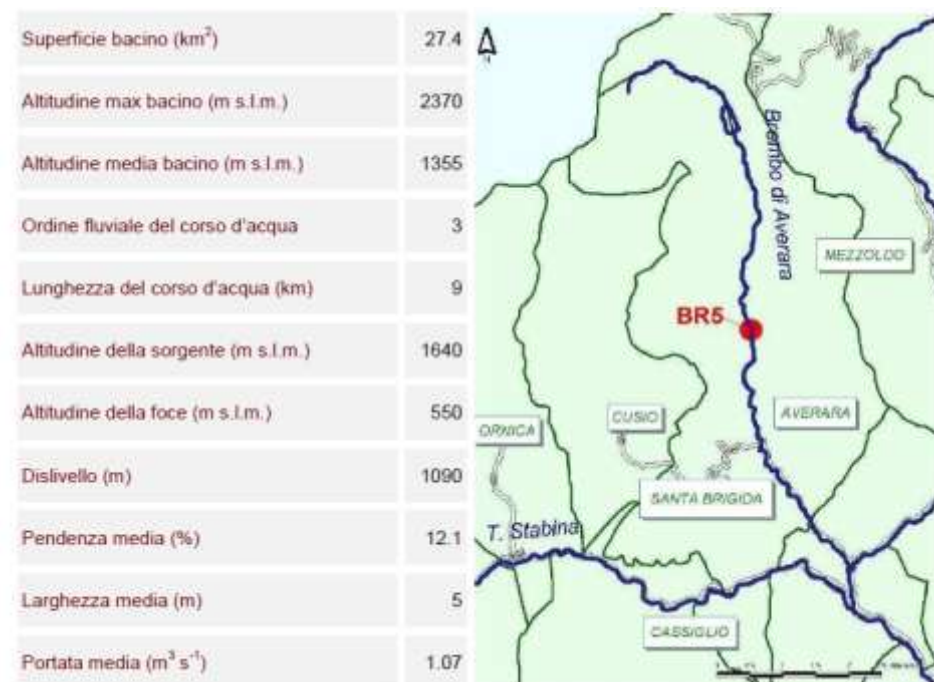 Superficie bacino (km²) 27.4
Altitudine max bacino (m s.l.m.) 2370
Altitudine media bacino (m s.l.m.) 1355
Ordine fluviale del corso d'acqua 3
Lunghezza del corso d'acqua (km) 9
Altitudine della sorgente (m s.l.m.) 1640
Altitudine della foce (m s.l.m.) 550
Dislivello (m) 1090
Pendenza media (%) 12.1
Larghezza media (m) 5
Portata media (m³ s⁻¹) 1.07
Brembo di Averara
MEZZOLDO
BR5
AVERARA
CUSIO
ORNICA
SANTA BRIGIDA
T. Stabina
CASSIGLIO